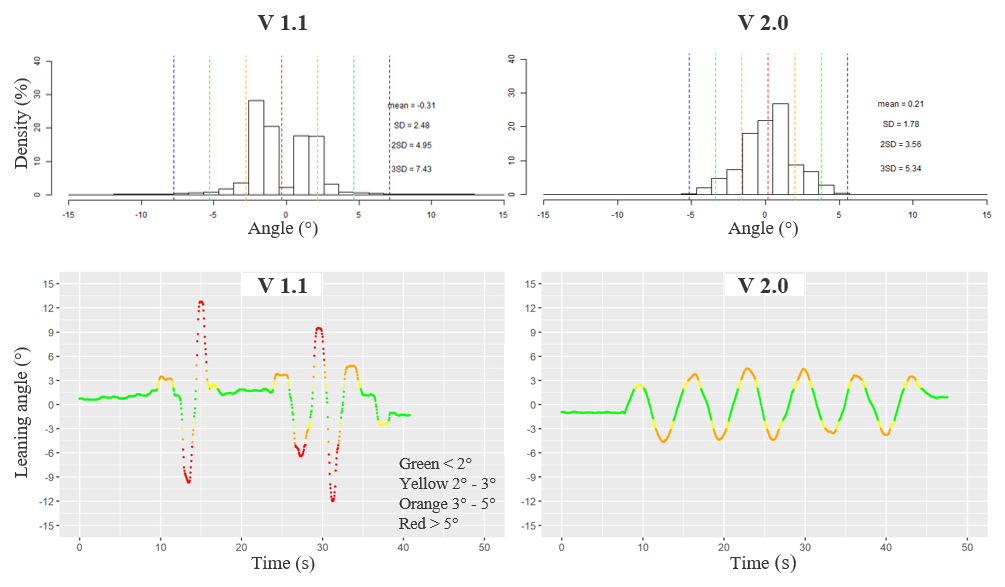 V 1.1
V 2.0
Density (%)
40
30
20
10
0
mean = -0.31
SD = 2.48
2SD = 4.95
3SD = 7.43
-15
-10
-5
0
5
10
15
Angle (°)
40
30
20
10
0
mean = 0.21
SD = 1.78
2SD = 3.56
3SD = 5.34
-15
-10
-5
0
5
10
15
Angle (°)
V 1.1
Leaning angle (°)
15
12
9
6
3
0
-3
-6
-9
-12
-15
Green < 2°
Yellow 2° - 3°
Orange 3° - 5°
Red > 5°
0
10
20
30
40
50
Time (s)
V 2.0
15
12
9
6
3
0
-3
-6
-9
-12
-15
0
10
20
30
40
50
Time (s)